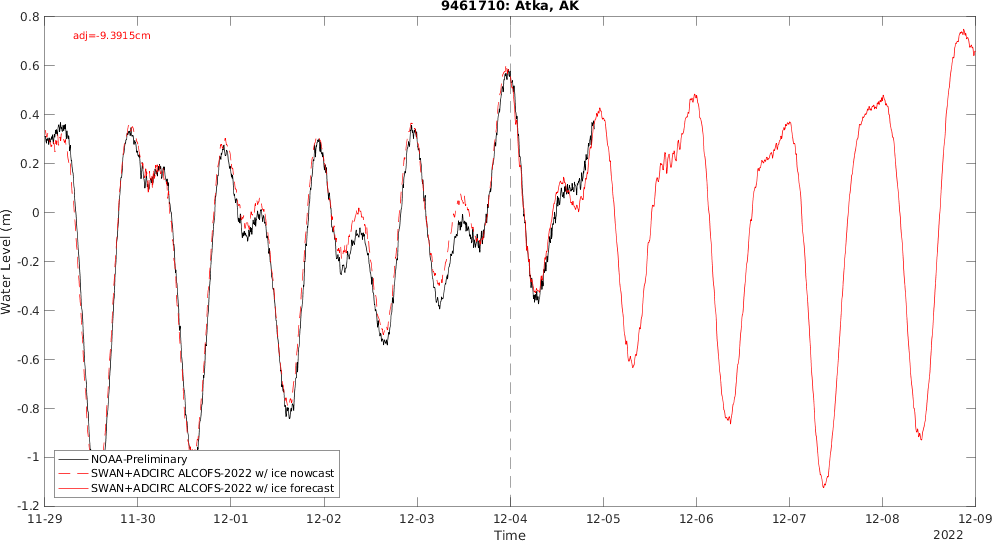 9461710: Atka, AK
adj=-9.3915cm
Water Level (m)
0.8
0.6
0.4
0.2
0
-0.2
-0.4
-0.6
-0.8
-1
-1.2
NOAA-Preliminary
SWAN+ADCIRC ALCOFS-2022 w/ ice nowcast
SWAN+ADCIRC ALCOFS-2022 w/ ice forecast
11-29 11-30 12-01 12-02 12-03 12-04 12-05 12-06 12-07 12-08 12-09
Time
2022